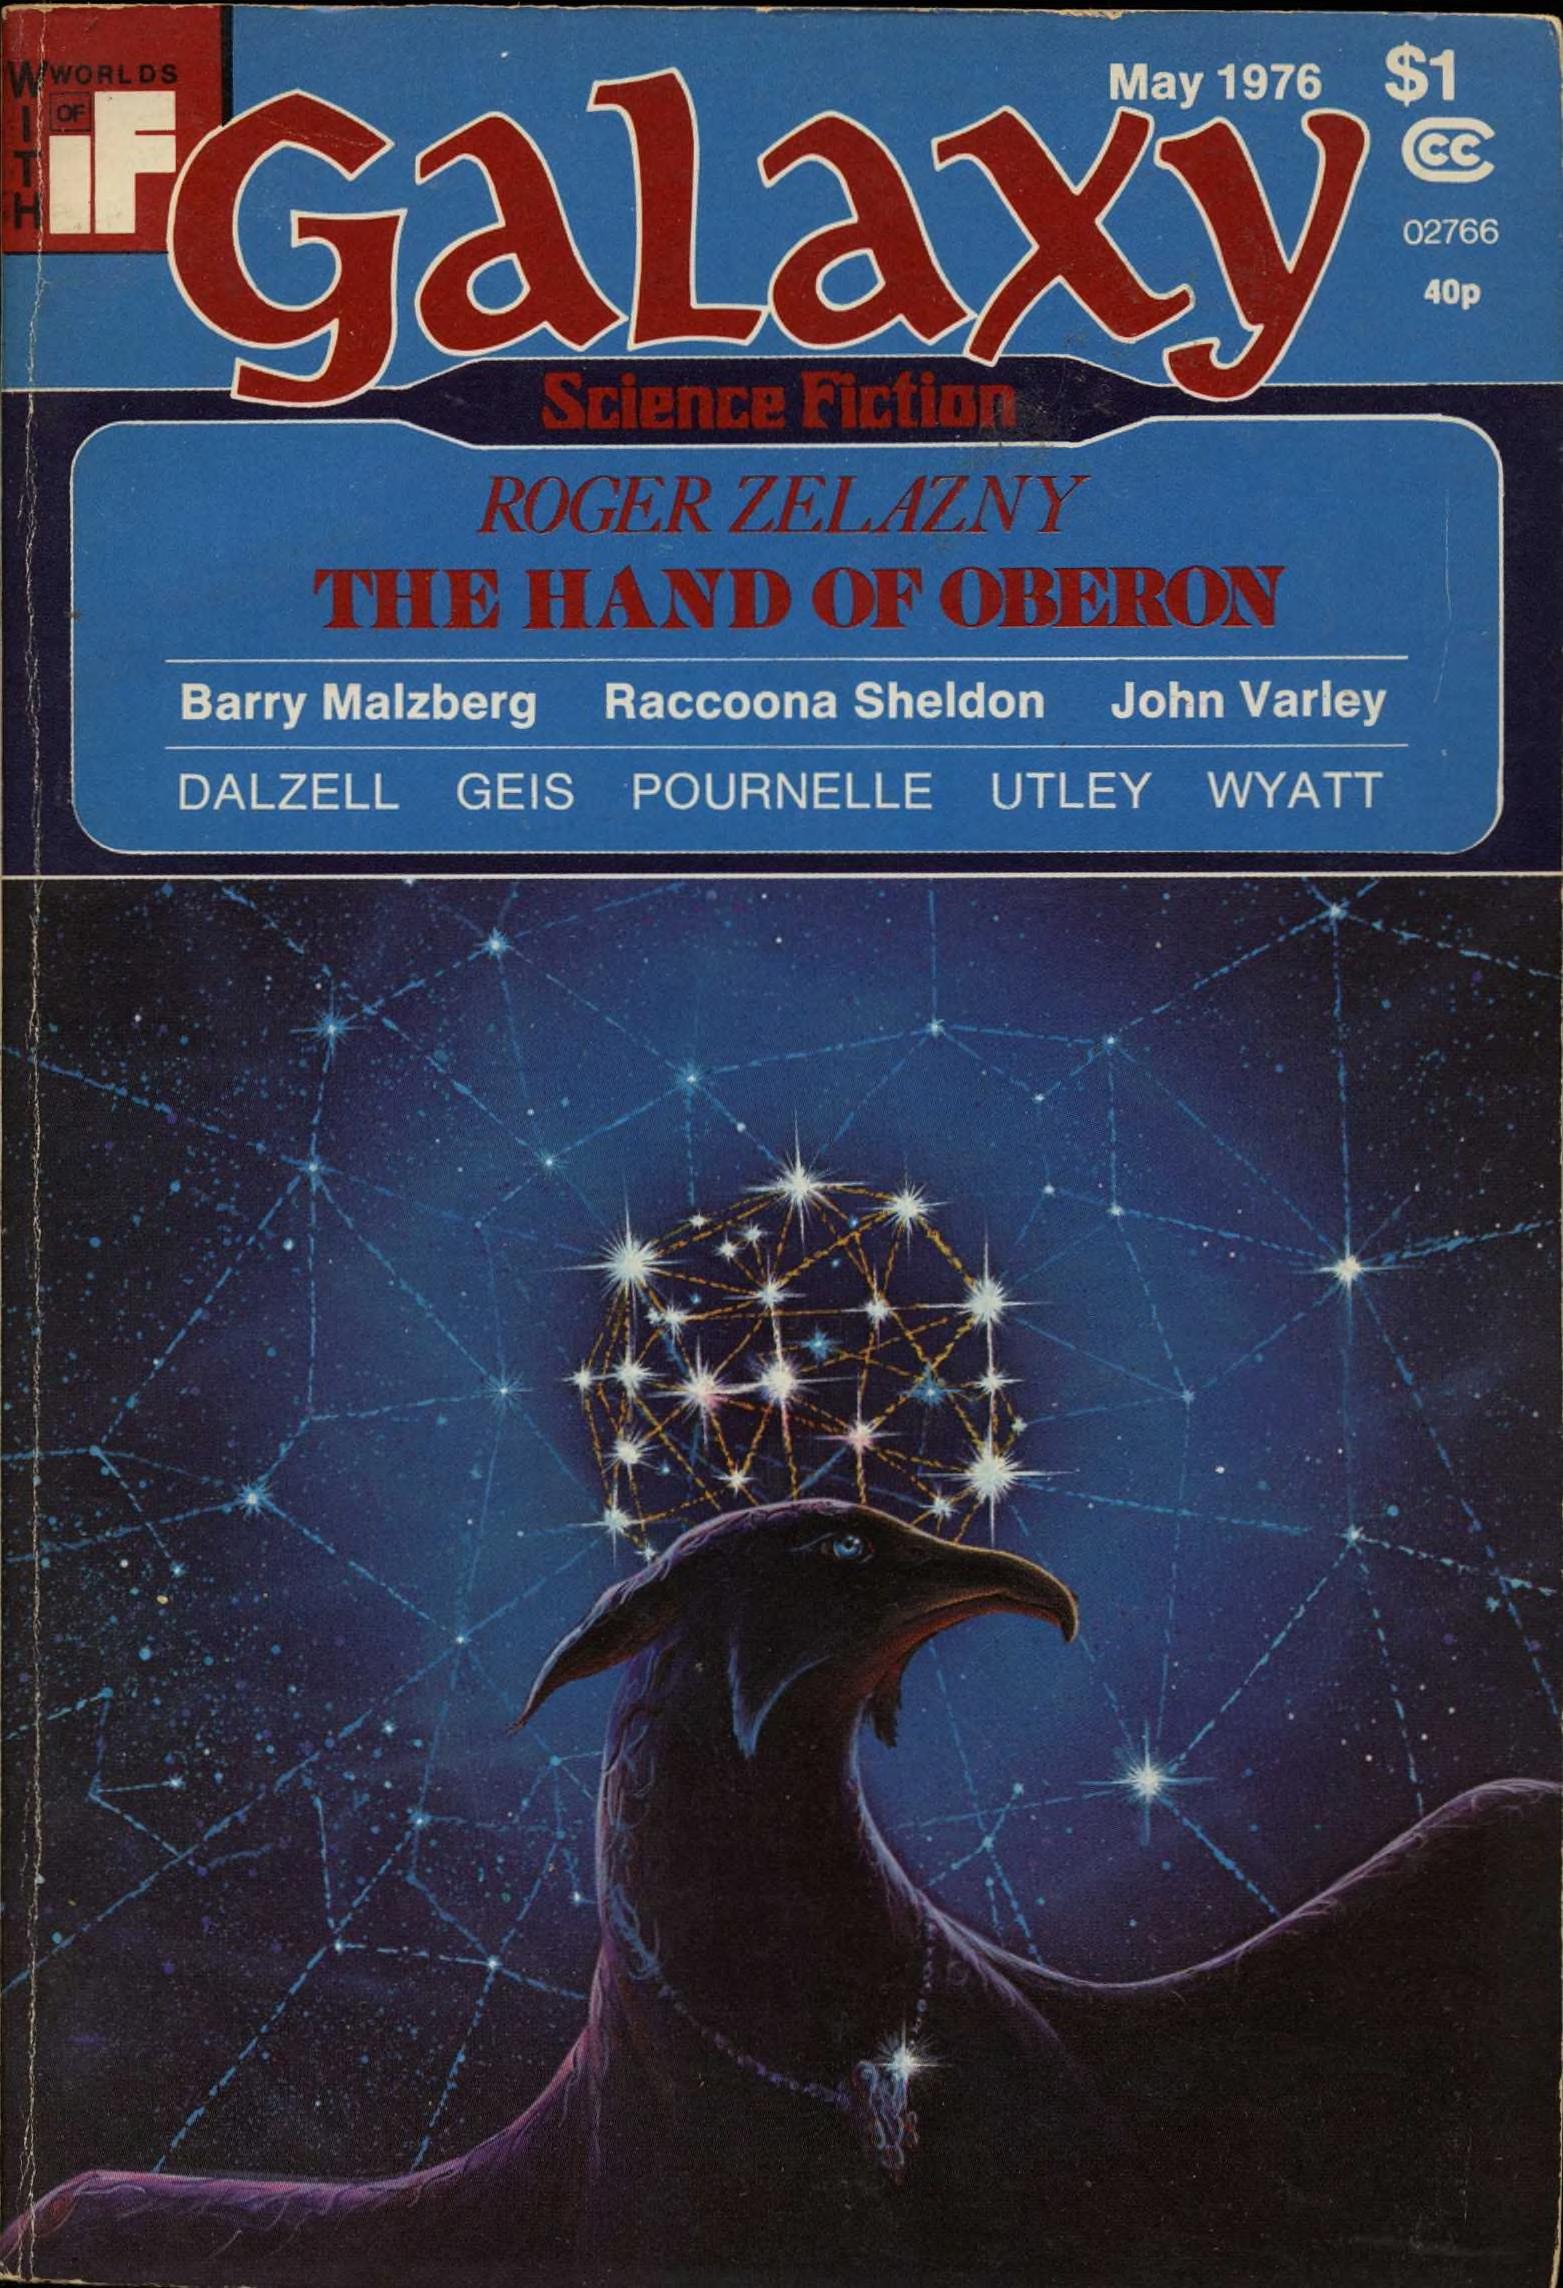 WITH
WORLDS
OF
iF
Galaxy
May 1976 $1
CCC
02766
40p
Science Fiction
ROGER ZELAZNY
THE HAND OF OBERON
Barry Malzberg Raccoona Sheldon John Varley
DALZELL GEIS POURNELLE UTLEY WYATT